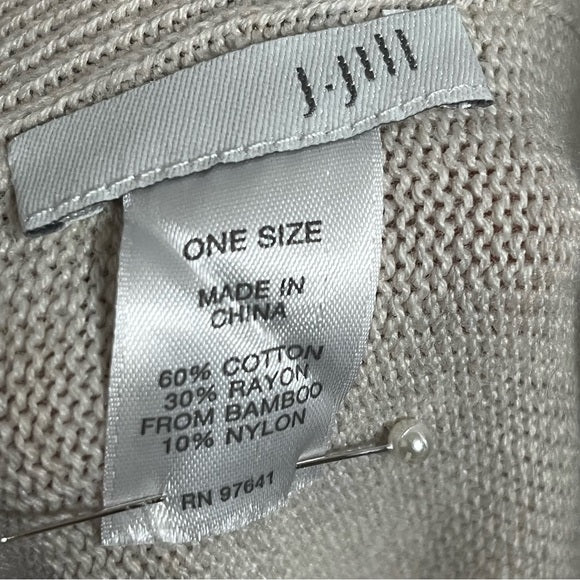 J.Jill
ONE SIZE
MADE IN
CHINA
60% COTTON
30% RAYON
FROM BAMBOO
10% NYLON
RN 97641